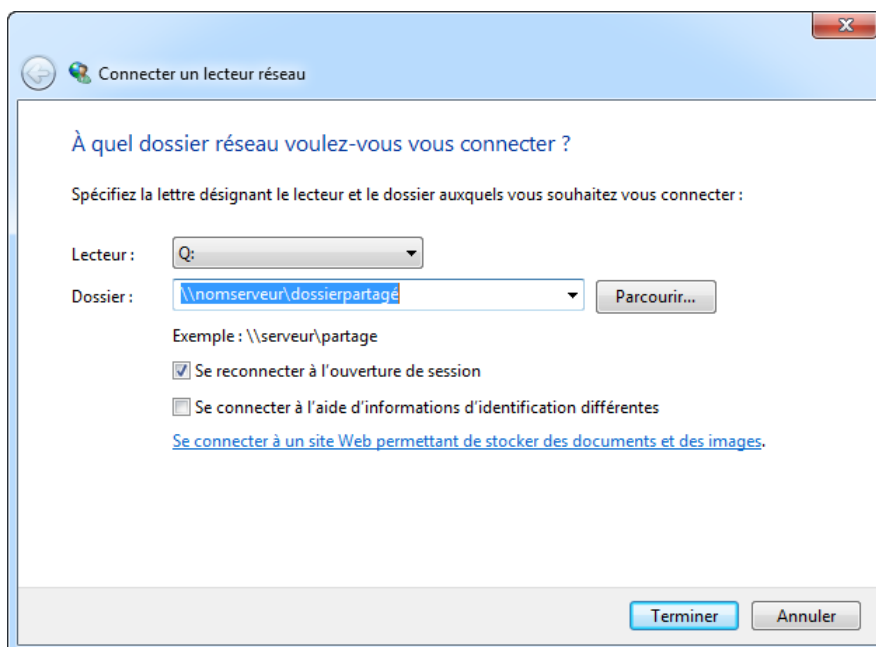 Connecter un lecteur réseau
À quel dossier réseau voulez-vous vous connecter ?
Spécifiez la lettre désignant le lecteur et le dossier auxquels vous souhaitez vous connecter :
Lecteur : Q:
Dossier : \\nomserveur\dossierpartagé Parcourir...
Exemple : \\serveur\partage
Se reconnecter à l'ouverture de session
Se connecter à l'aide d'informations d'identification différentes
Se connecter à un site Web permettant de stocker des documents et des images.
Terminer Annuler